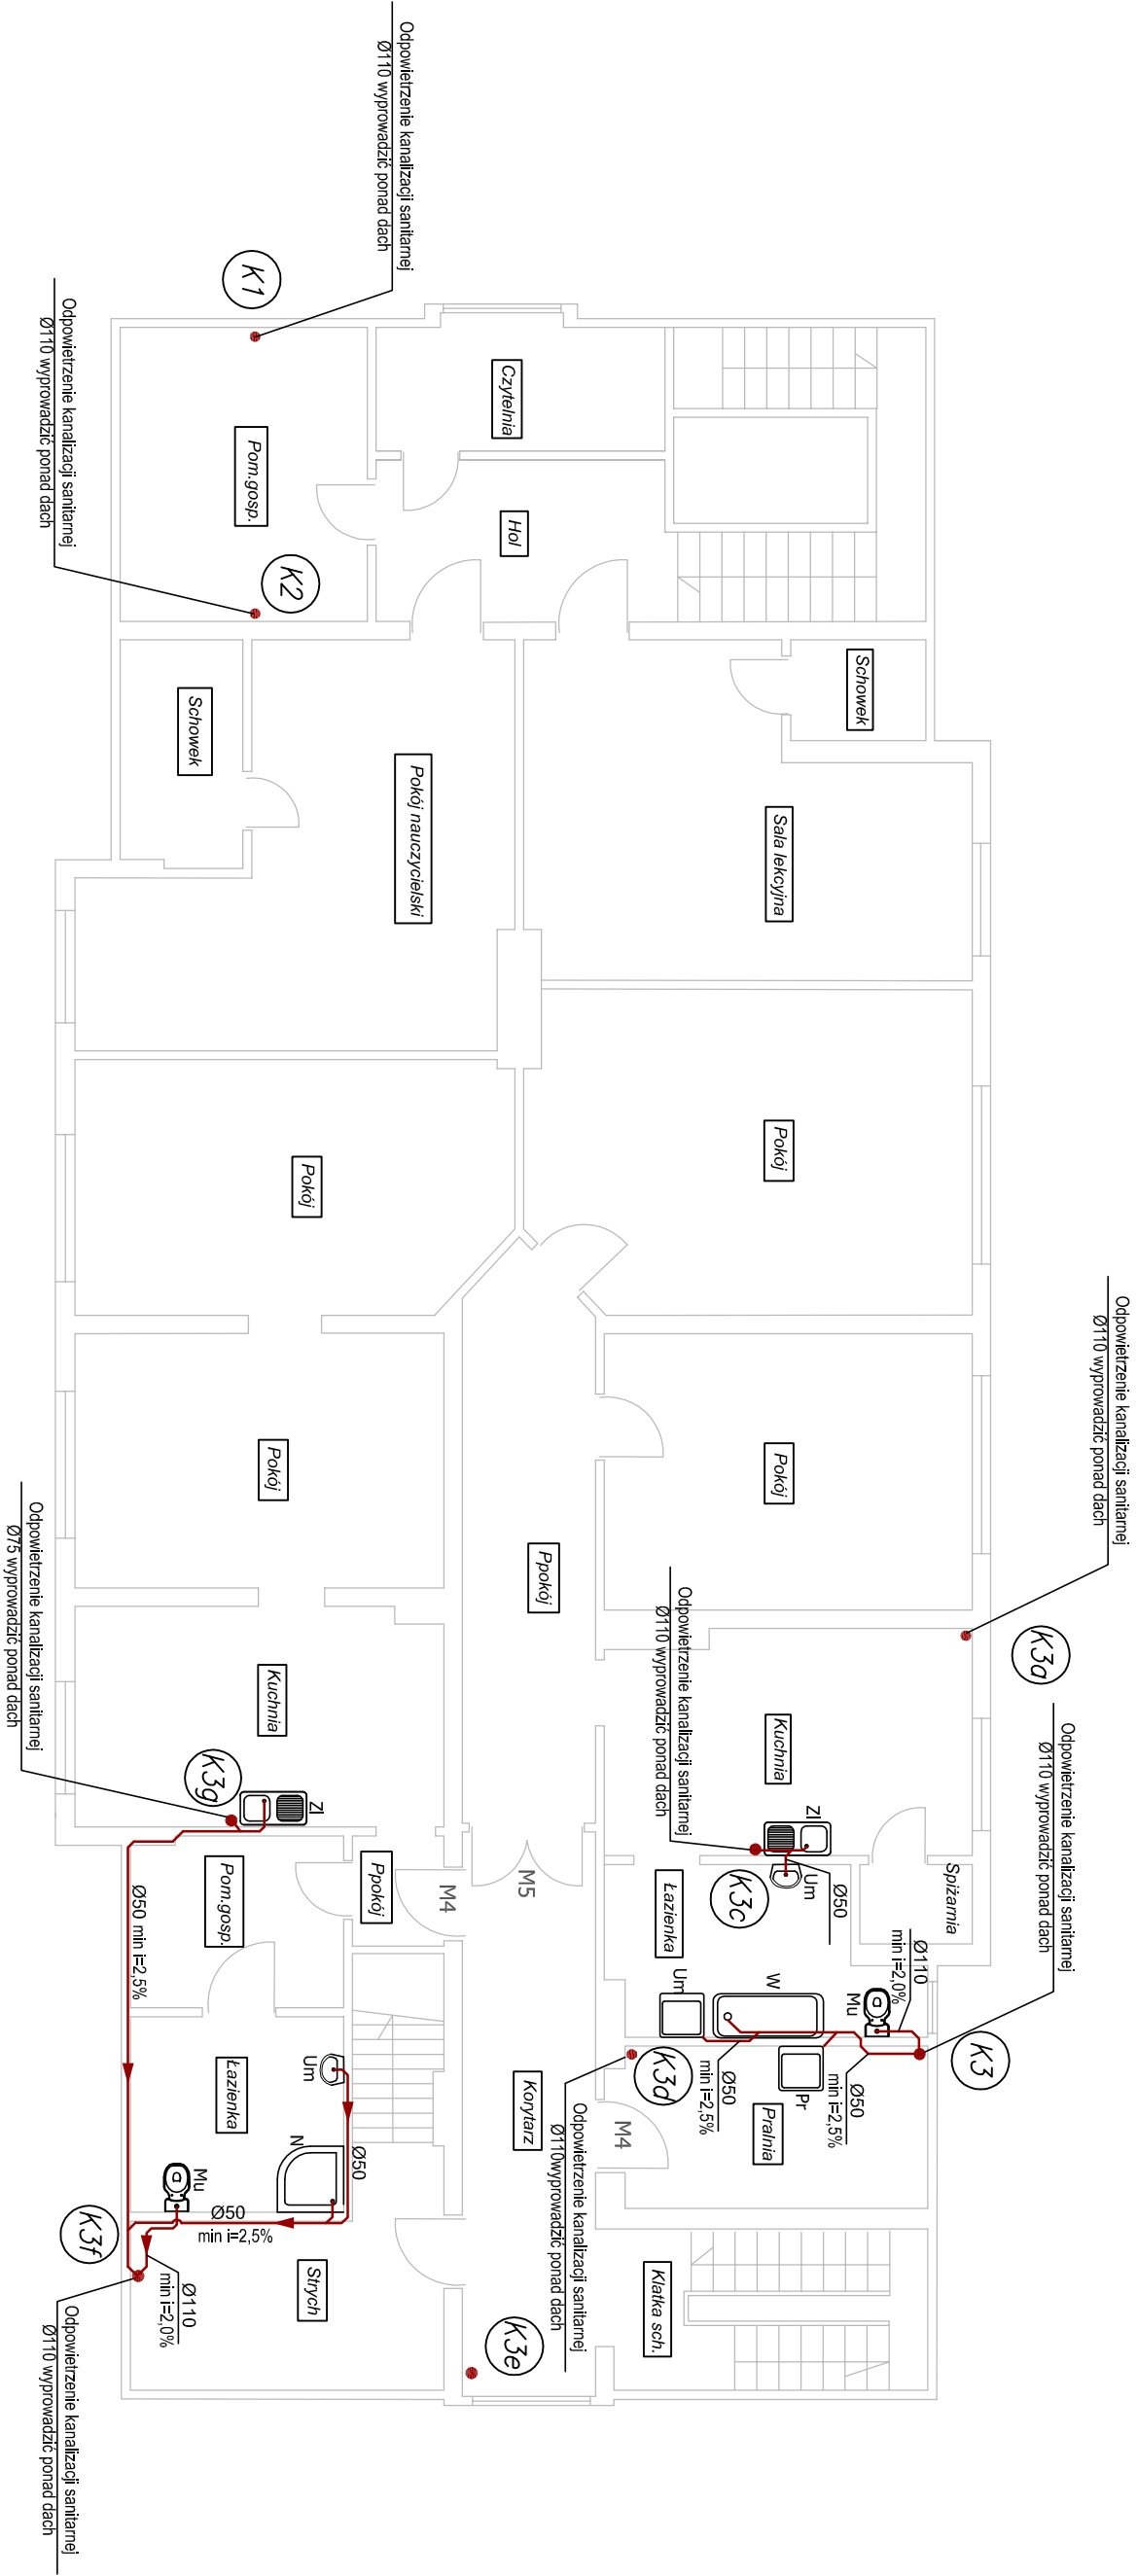 Odpowietrzenie kanalizacji sanitarnej
Ø110 wyprowadzić ponad dach
K1
Odpowietrzenie kanalizacji sanitarnej
Ø110 wyprowadzić ponad dach
Czytelnia
Pom.gosp.
Hol
K2
Schowek
Schowek
Pokój nauczycielski
Sala lekcyjna
Pokój
Pokój
Odpowietrzenie kanalizacji sanitarnej
Ø110 wyprowadzić ponad dach
Pokój
Pokój
Ppokój
K3a
Odpowietrzenie kanalizacji sanitarnej
Ø75 wyprowadzić ponad dach
Odpowietrzenie kanalizacji sanitarnej
Ø110 wyprowadzić ponad dach
Odpowietrzenie kanalizacji sanitarnej
Ø110 wyprowadzić ponad dach
Kuchnia
Kuchnia
K3g
Zl
Zl
Um
Ø50
K3c
Spiżarnia
Łazienka
Pom.gosp.
Ppokój
M4
M5
Ø50 min i=2,5%
Ø110
min i=2,0%
Um
W
Mu
K3
K3d
Ø50
min i=2,5%
Pr
Ø50
min i=2,5%
Łazienka
Um
Korytarz
M4
Pralnia
Odpowietrzenie kanalizacji sanitarnej
Ø110wyprowadzić ponad dach
N
Ø50
Mu
Ø50
min i=2,5%
K3f
Ø110
min i=2,0%
Strych
Klatka sch.
K3e
Odpowietrzenie kanalizacji sanitarnej
Ø110 wyprowadzić ponad dach